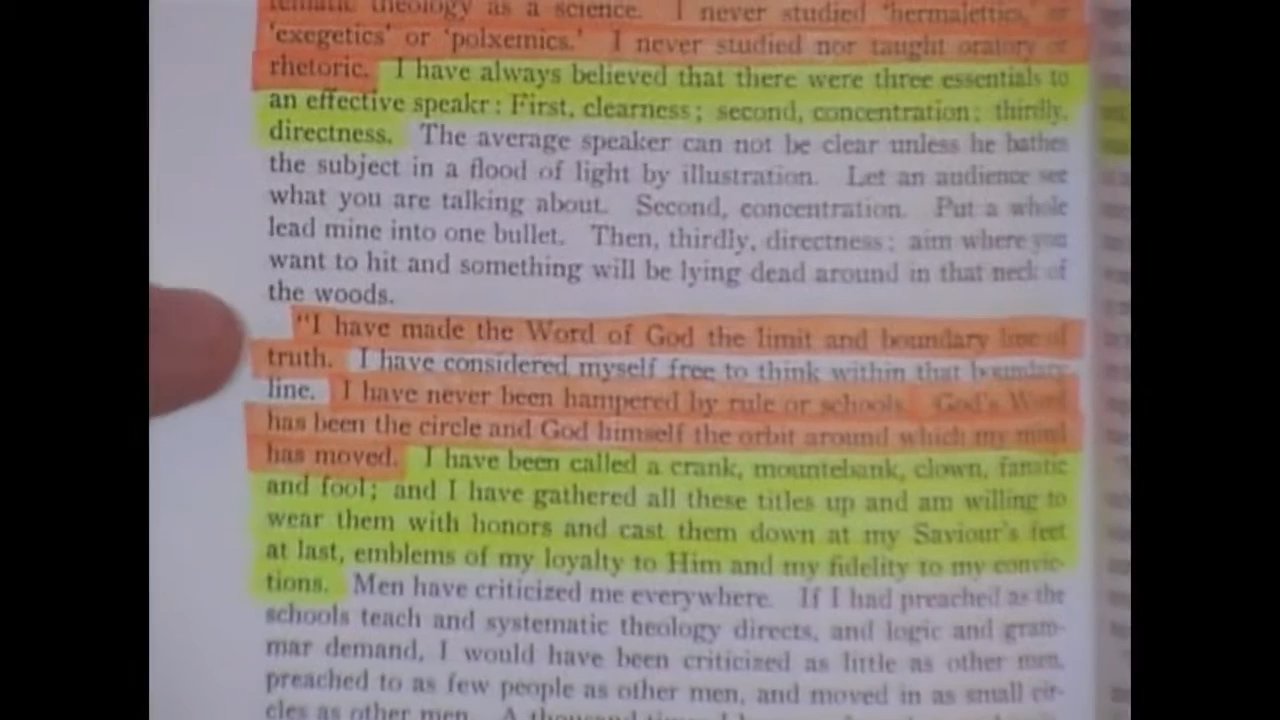 tematic theology as a science. I never studied 'hermalettics,' or
'exegetics' or 'polxemics.' I never studied nor taught oratory or
rhetoric. I have always believed that there were three essentials to
an effective speakr: First, clearness; second, concentration; thirdly,
directness. The average speaker can not be clear unless he bathes
the subject in a flood of light by illustration. Let an audience see
what you are talking about. Second, concentration. Put a whole
lead mine into one bullet. Then, thirdly, directness; aim where you
want to hit and something will be lying dead around in that neck of
the woods.
"I have made the Word of God the limit and boundary line of
truth. I have considered myself free to think within that boundary
line. I have never been hampered by rule or schools. God's Word
has been the circle and God himself the orbit around which my mind
has moved. I have been called a crank, mountebank, clown, fanatic
and fool; and I have gathered all these titles up and am willing to
wear them with honors and cast them down at my Saviour's feet
at last, emblems of my loyalty to Him and my fidelity to my convic-
tions. Men have criticized me everywhere. If I had preached as the
schools teach and systematic theology directs, and logic and gram-
mar demand, I would have been criticized as little as other men,
preached to as few people as other men, and moved in as small cir-
cles as other men. A thousand times I